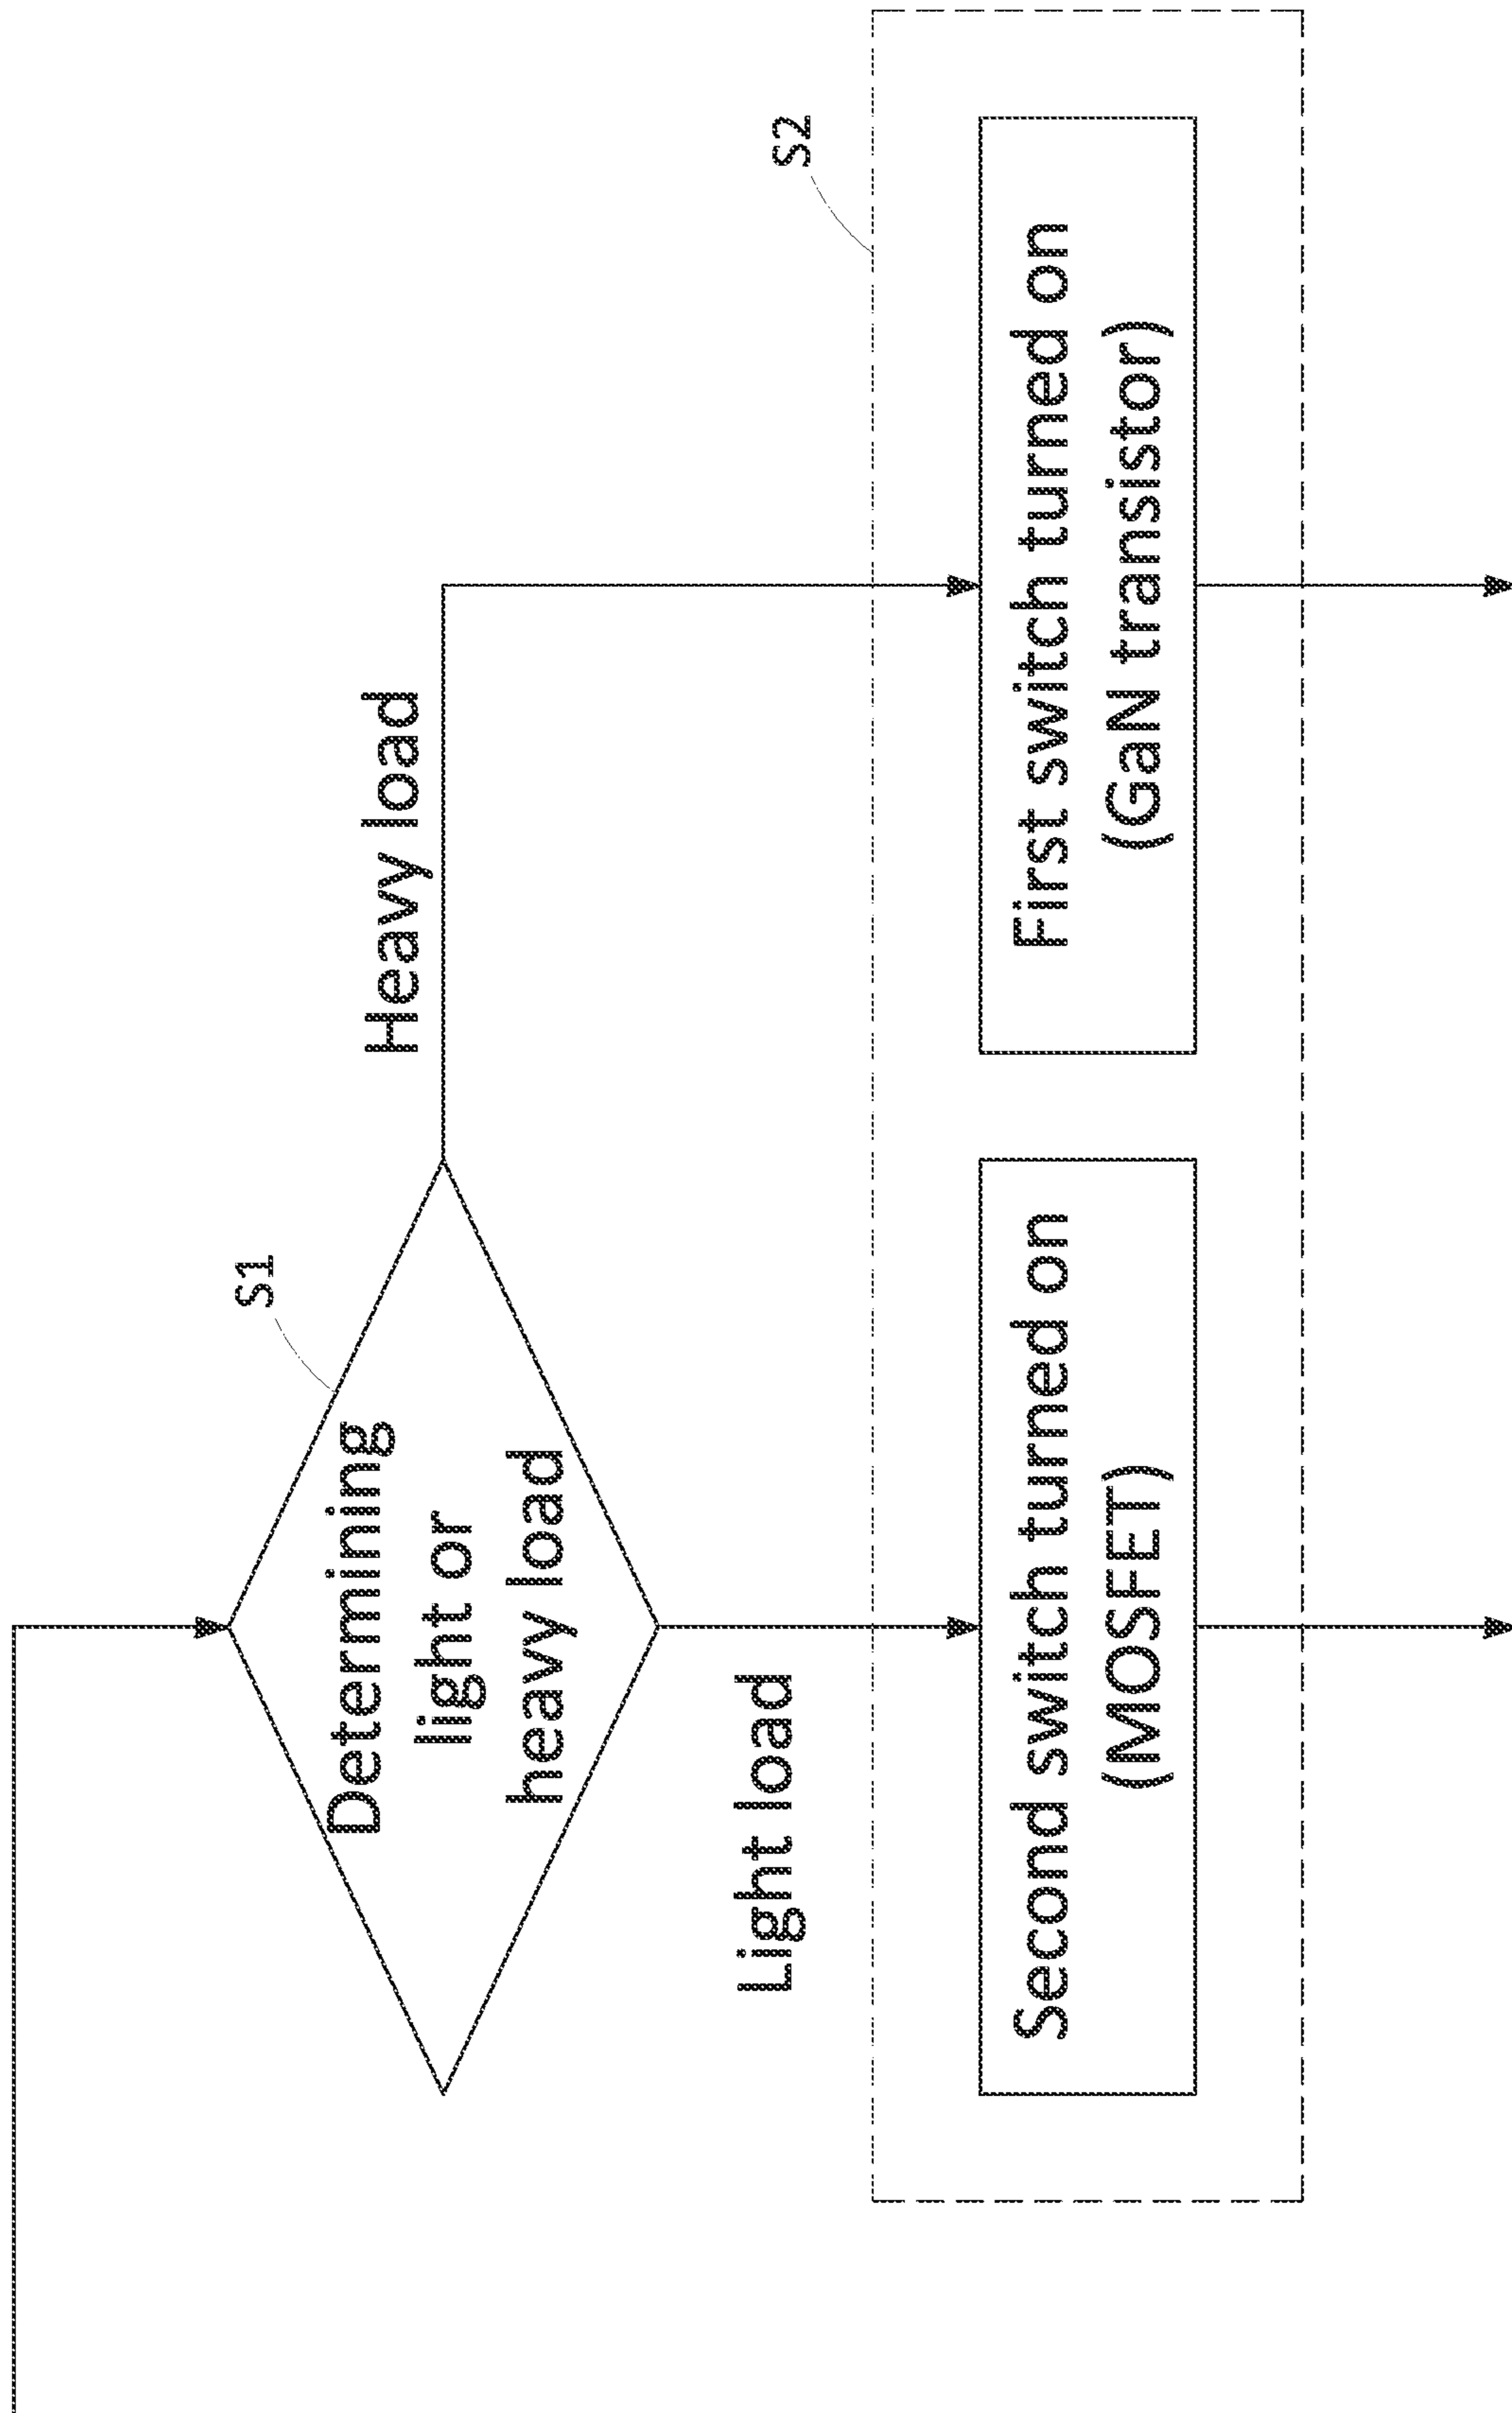 S1
Determining
light or
heavy load
Heavy load
Light load
S2
Second switch turned on
(MOSFET)
First switch turned on
(GaN transistor)